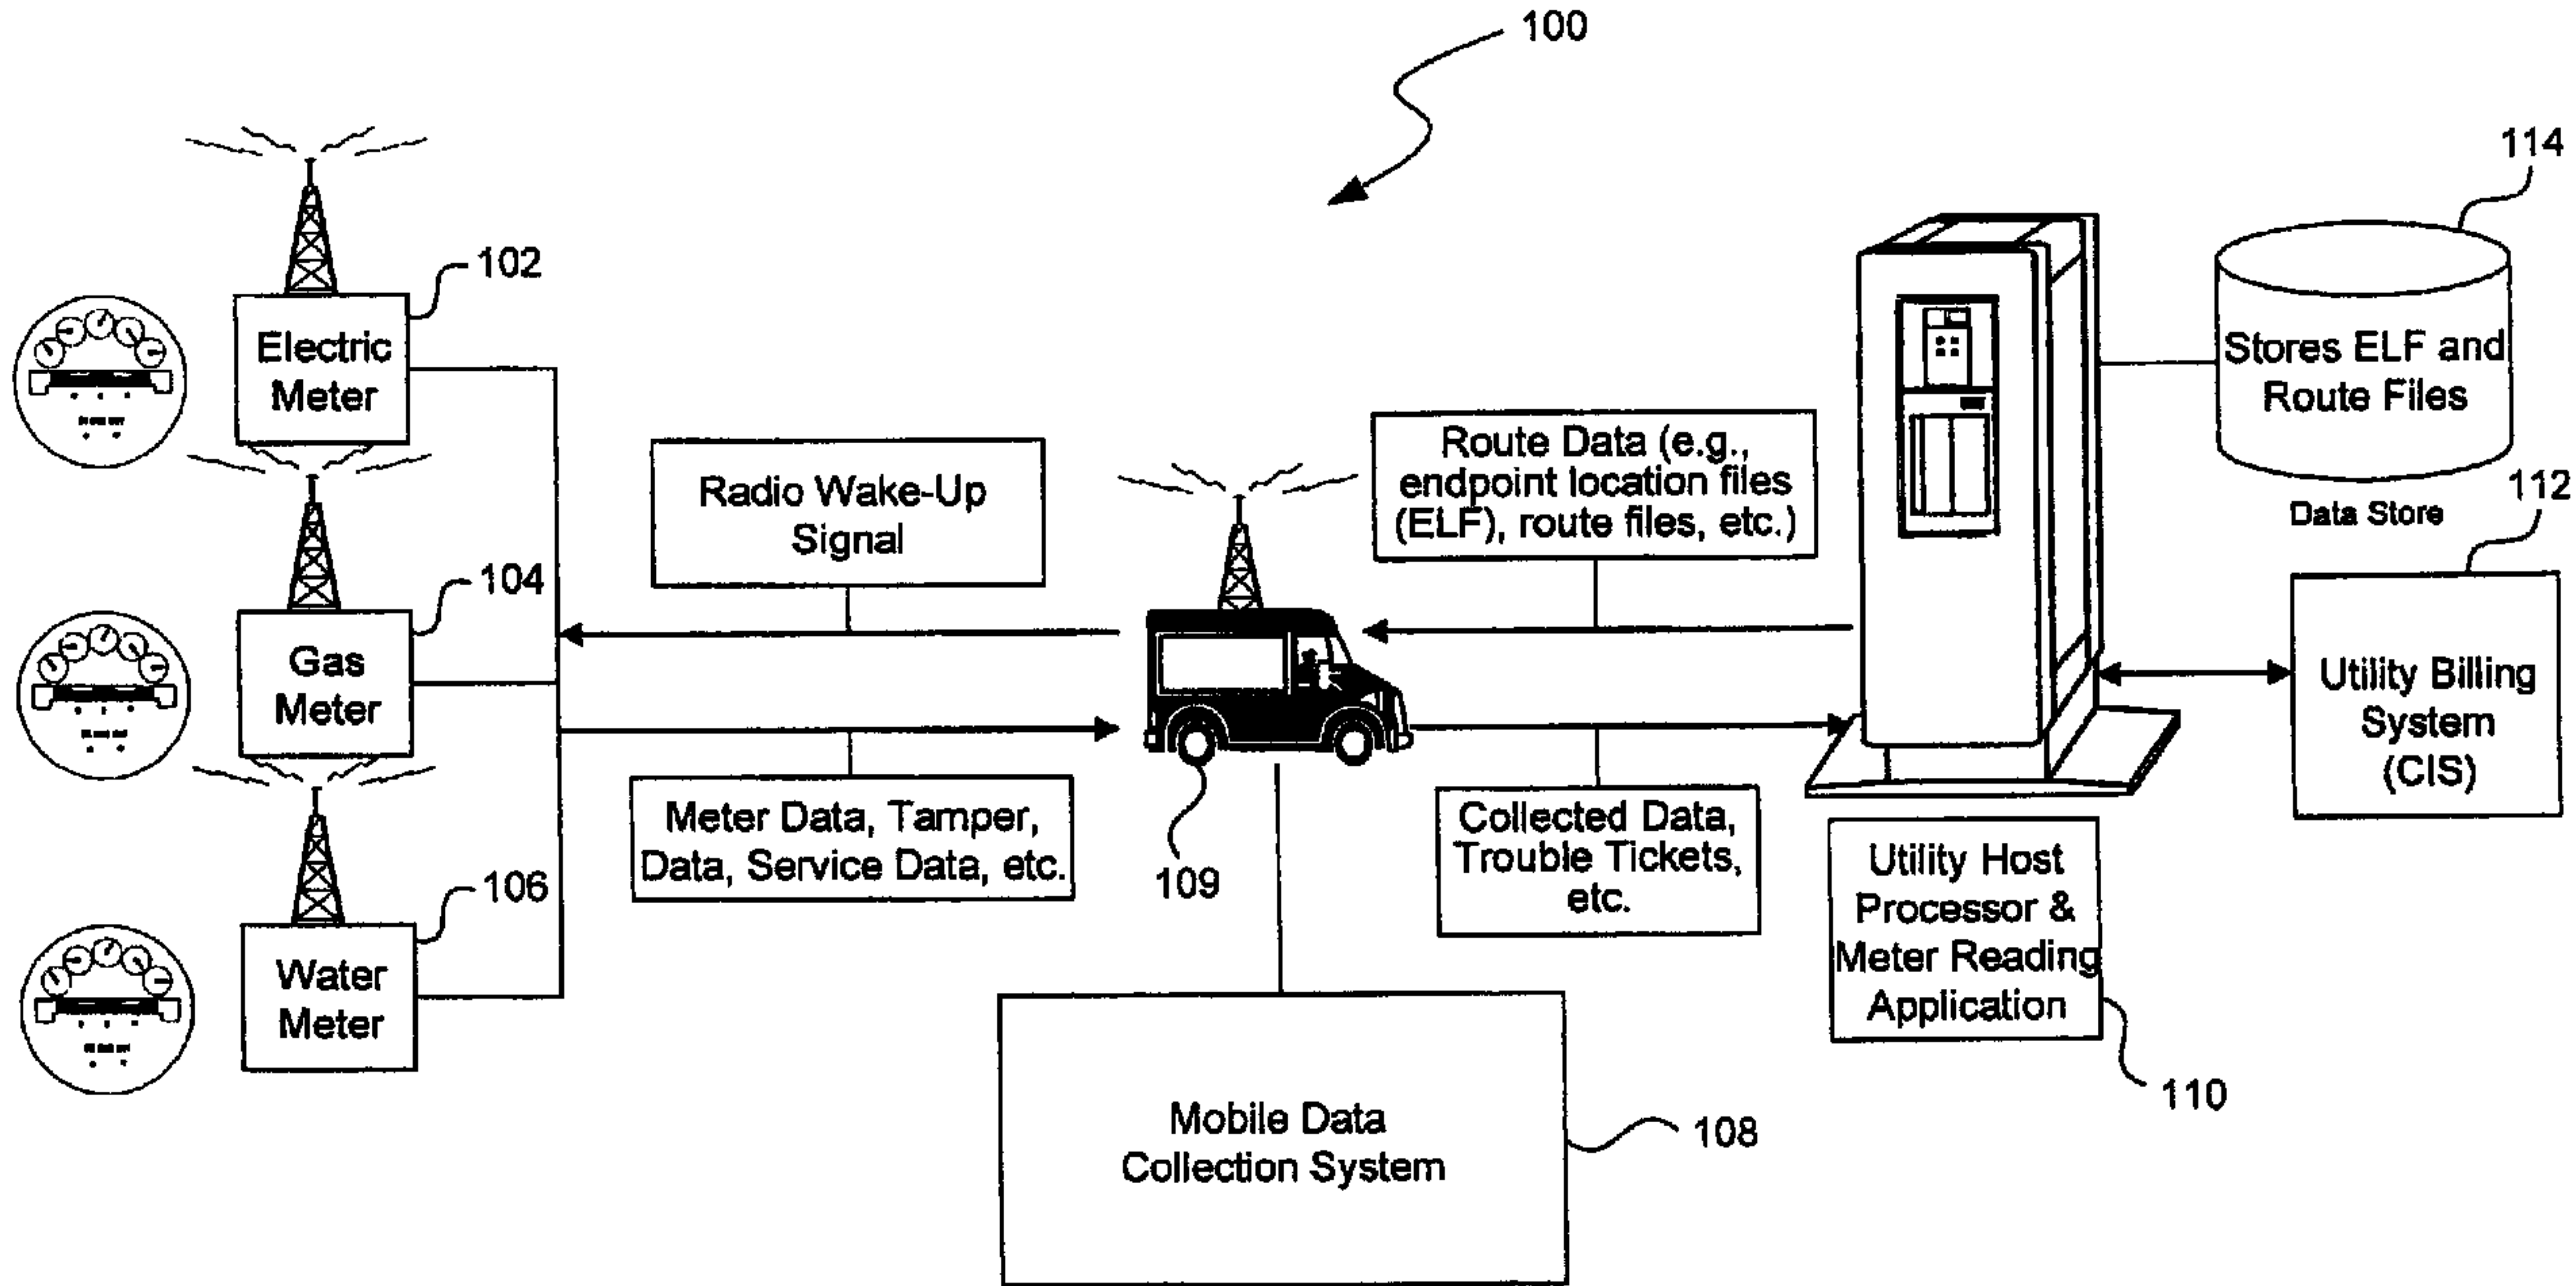 100
114
102
Electric
Meter
Stores ELF and
Route Files
Data Store
Route Data (e.g.,
endpoint location files
(ELF), route files, etc.)
Radio Wake-Up
Signal
112
104
Gas
Meter
Utility Billing
System
(CIS)
Meter Data, Tamper,
Data, Service Data, etc.
109
Collected Data,
Trouble Tickets,
etc.
Utility Host
Processor &
Meter Reading
Application
106
Water
Meter
110
Mobile Data
Collection System
108